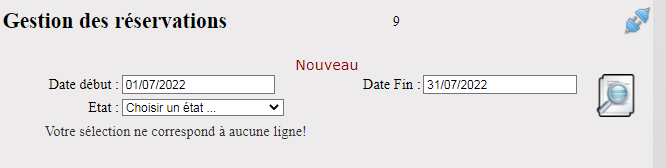 Gestion des réservations 9
Nouveau
Date début : 01/07/2022 Date Fin : 31/07/2022
Etat : Choisir un état ...
Votre sélection ne correspond à aucune ligne!